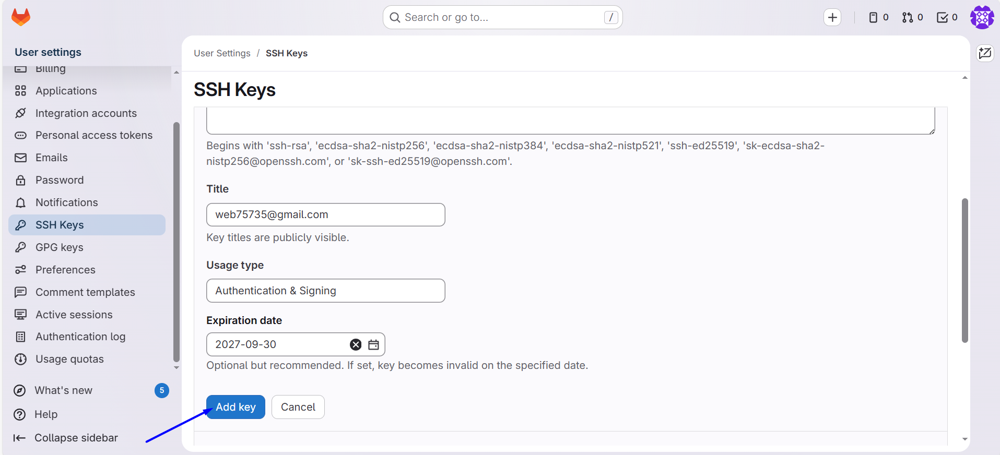 Search or go to...
/
0
0
0
User settings
Billing
Applications
Integration accounts
Personal access tokens
Emails
Password
Notifications
SSH Keys
GPG keys
Preferences
Comment templates
Active sessions
Authentication log
Usage quotas
What's new
5
Help
Collapse sidebar
User Settings / SSH Keys
SSH Keys
Begins with 'ssh-rsa', 'ecdsa-sha2-nistp256', 'ecdsa-sha2-nistp384', 'ecdsa-sha2-nistp521', 'ssh-ed25519', 'sk-ecdsa-sha2-
nistp256@openssh.com', or 'sk-ssh-ed25519@openssh.com'.
Title
web75735@gmail.com
Key titles are publicly visible.
Usage type
Authentication & Signing
Expiration date
2027-09-30
Optional but recommended. If set, key becomes invalid on the specified date.
Add key
Cancel